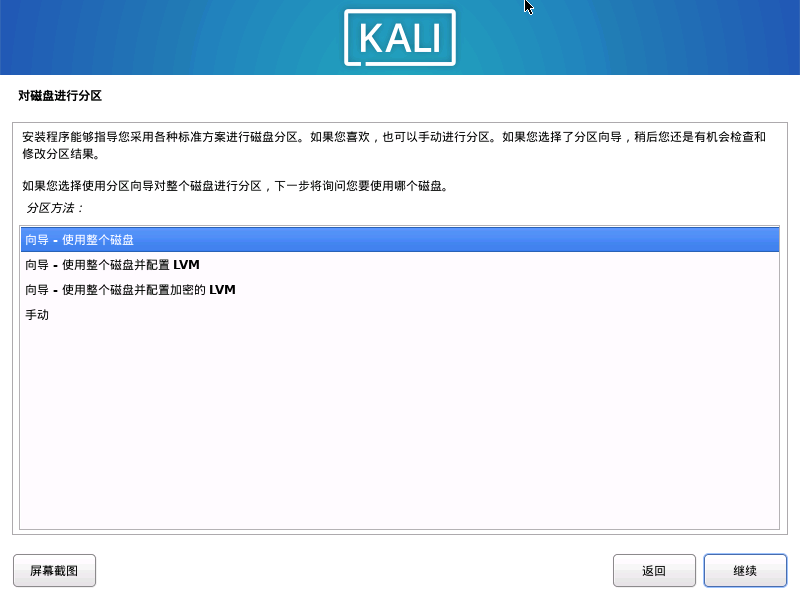 KALI
对磁盘进行分区
安装程序能够指导您采用各种标准方案进行磁盘分区。如果您喜欢，也可以手动进行分区。如果您选择了分区向导，稍后您还是有机会检查和
修改分区结果。
如果您选择使用分区向导对整个磁盘进行分区，下一步将询问您要使用哪个磁盘。
分区方法：
向导 - 使用整个磁盘
向导 - 使用整个磁盘并配置 LVM
向导 - 使用整个磁盘并配置加密的 LVM
手动
屏幕截图
返回
继续